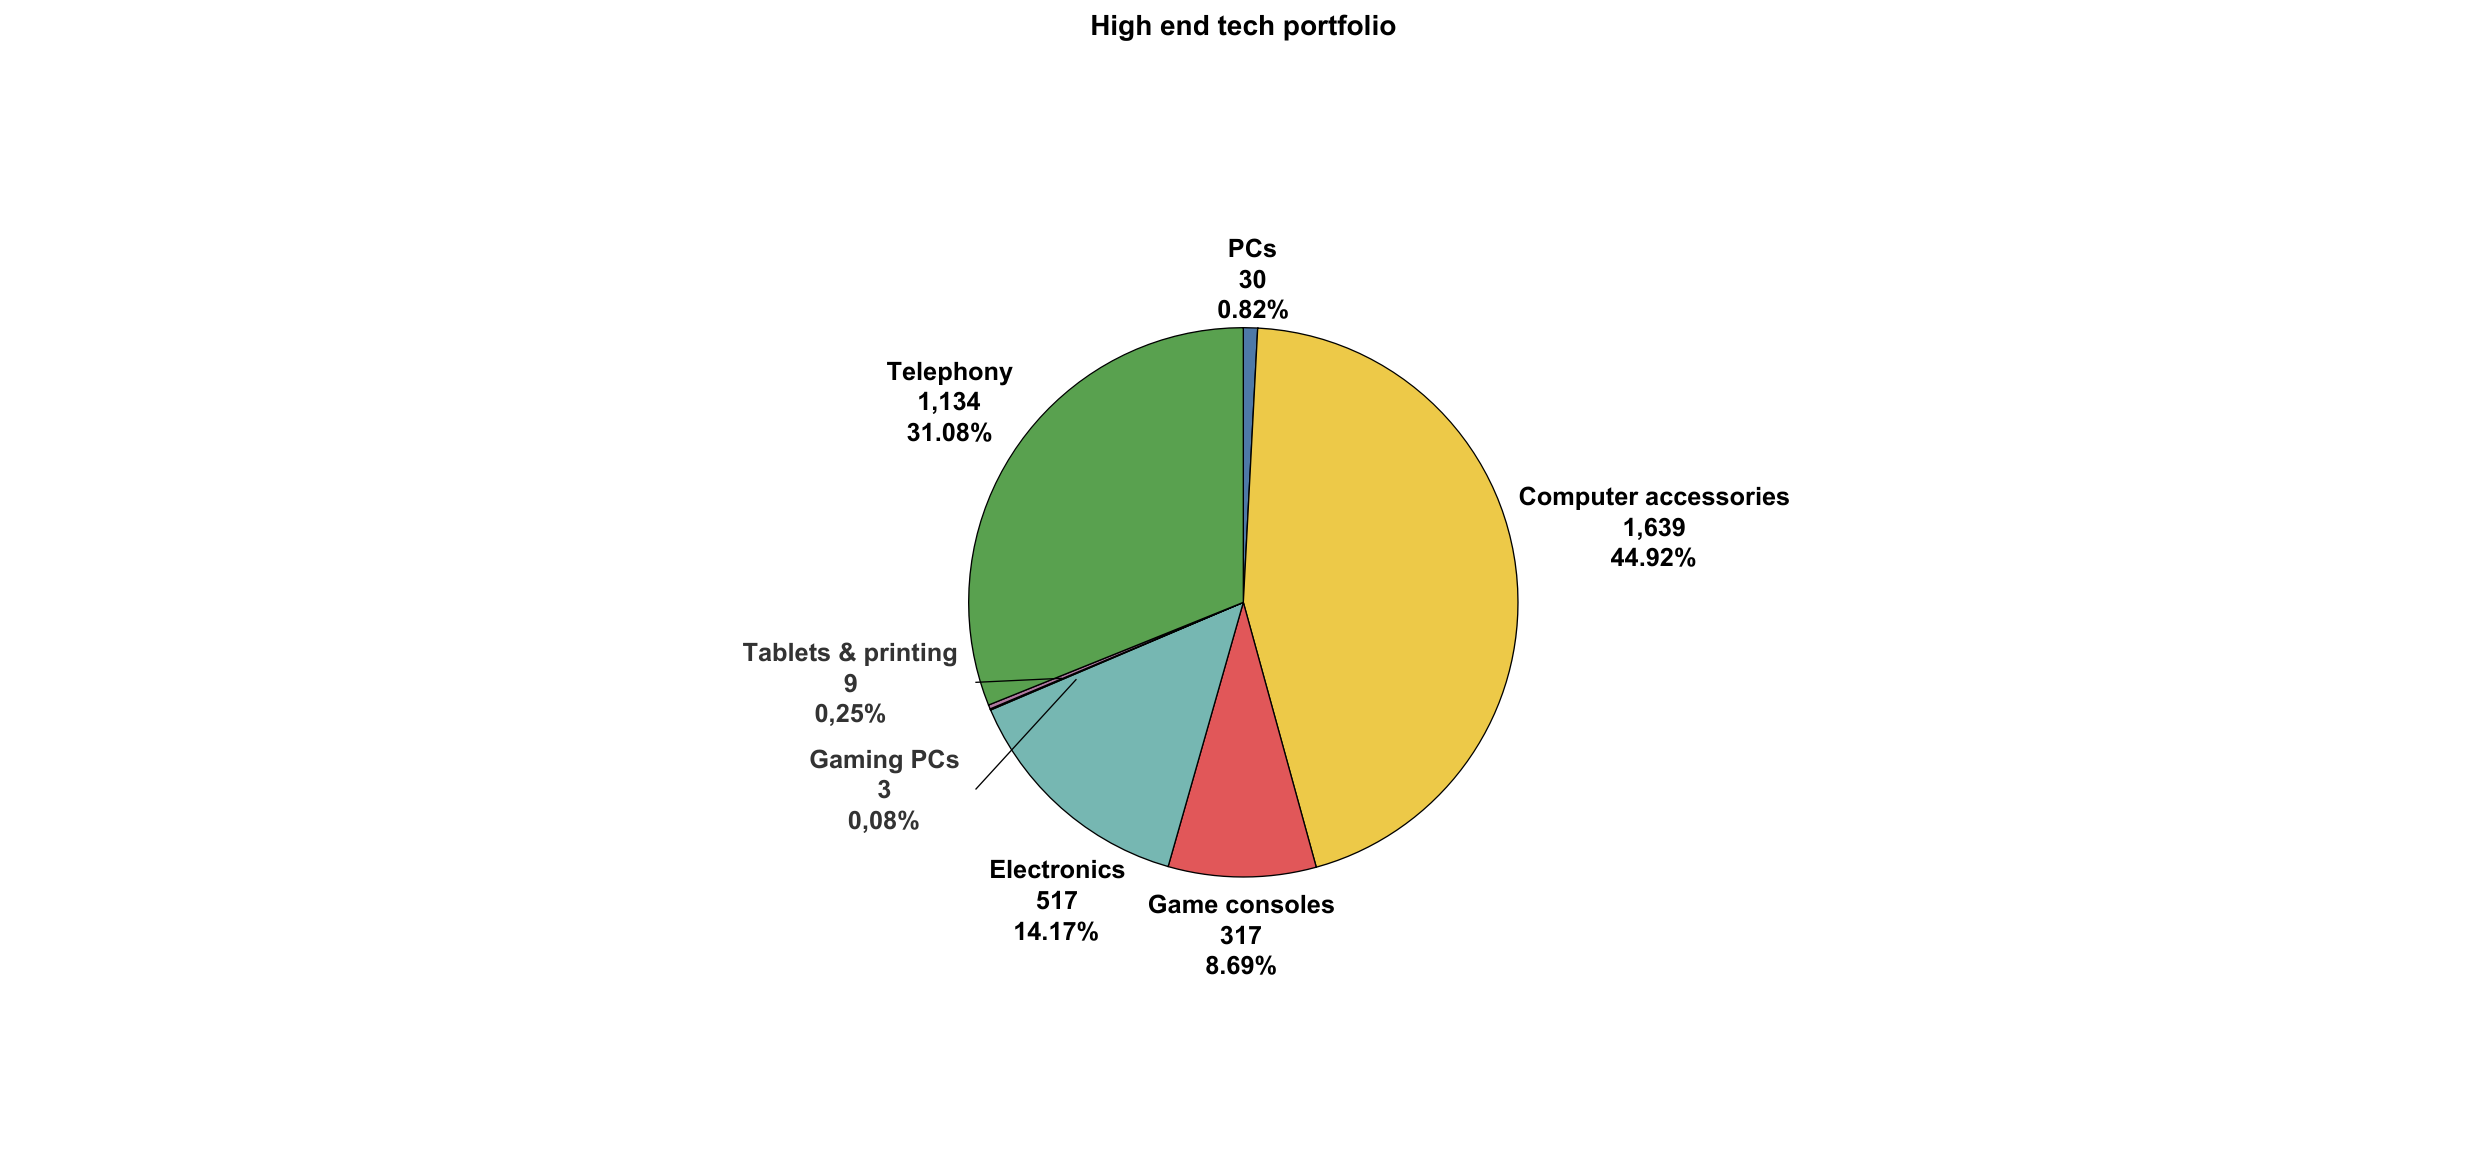 High end tech portfolio
PCs
30
0.82%
Telephony
1,134
31.08%
Computer accessories
1,639
44.92%
Tablets & printing
9
0,25%
Gaming PCs
3
0,08%
Electronics
517
14.17%
Game consoles
317
8.69%